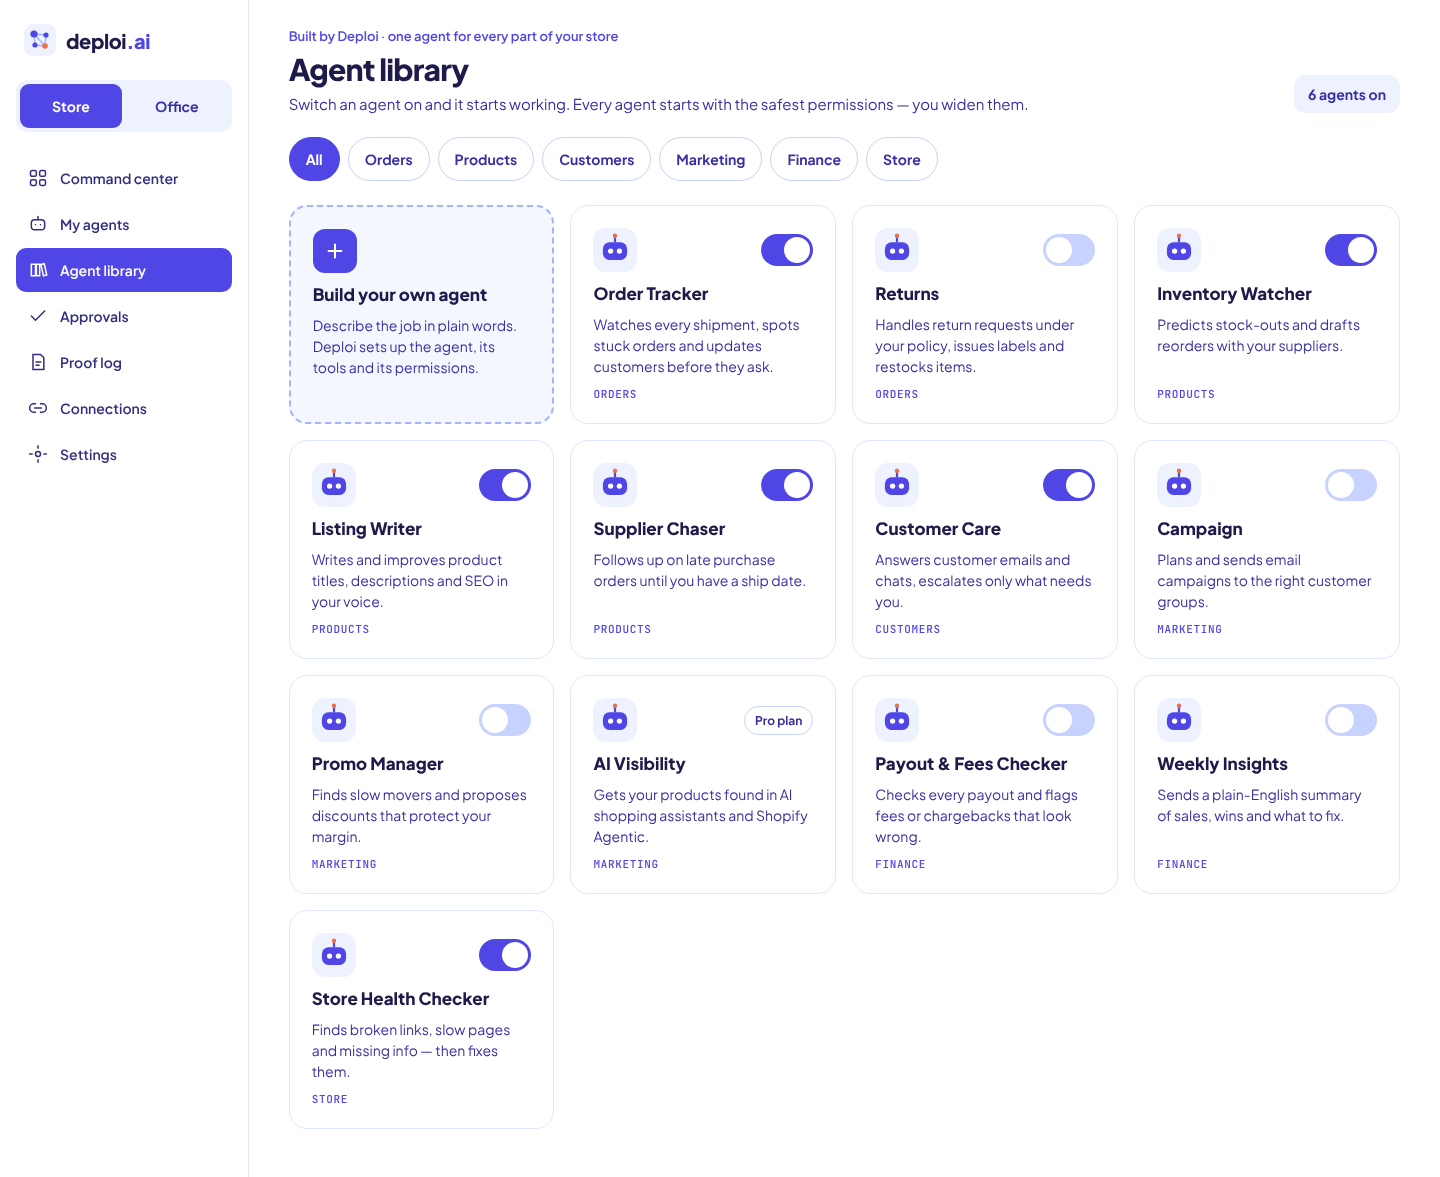 deploi.ai
Store
Office
Command center
My agents
Agent library
Approvals
Proof log
Connections
Settings
Built by Deploi · one agent for every part of your store
Agent library
Switch an agent on and it starts working. Every agent starts with the safest permissions — you widen them.
6 agents on
All
Orders
Products
Customers
Marketing
Finance
Store
Build your own agent
Describe the job in plain words.
Deploi sets up the agent, its
tools and its permissions.
Order Tracker
Watches every shipment, spots
stuck orders and updates
customers before they ask.
ORDERS
Returns
Handles return requests under
your policy, issues labels and
restocks items.
ORDERS
Inventory Watcher
Predicts stock-outs and drafts
reorders with your suppliers.
PRODUCTS
Listing Writer
Writes and improves product
titles, descriptions and SEO in
your voice.
PRODUCTS
Supplier Chaser
Follows up on late purchase
orders until you have a ship date.
PRODUCTS
Customer Care
Answers customer emails and
chats, escalates only what needs
you.
CUSTOMERS
Campaign
Plans and sends email
campaigns to the right customer
groups.
MARKETING
Promo Manager
Finds slow movers and proposes
discounts that protect your
margin.
MARKETING
Pro plan
AI Visibility
Gets your products found in AI
shopping assistants and Shopify
Agentic.
MARKETING
Payout & Fees Checker
Checks every payout and flags
fees or chargebacks that look
wrong.
FINANCE
Weekly Insights
Sends a plain-English summary
of sales, wins and what to fix.
FINANCE
Store Health Checker
Finds broken links, slow pages
and missing info — then fixes
them.
STORE